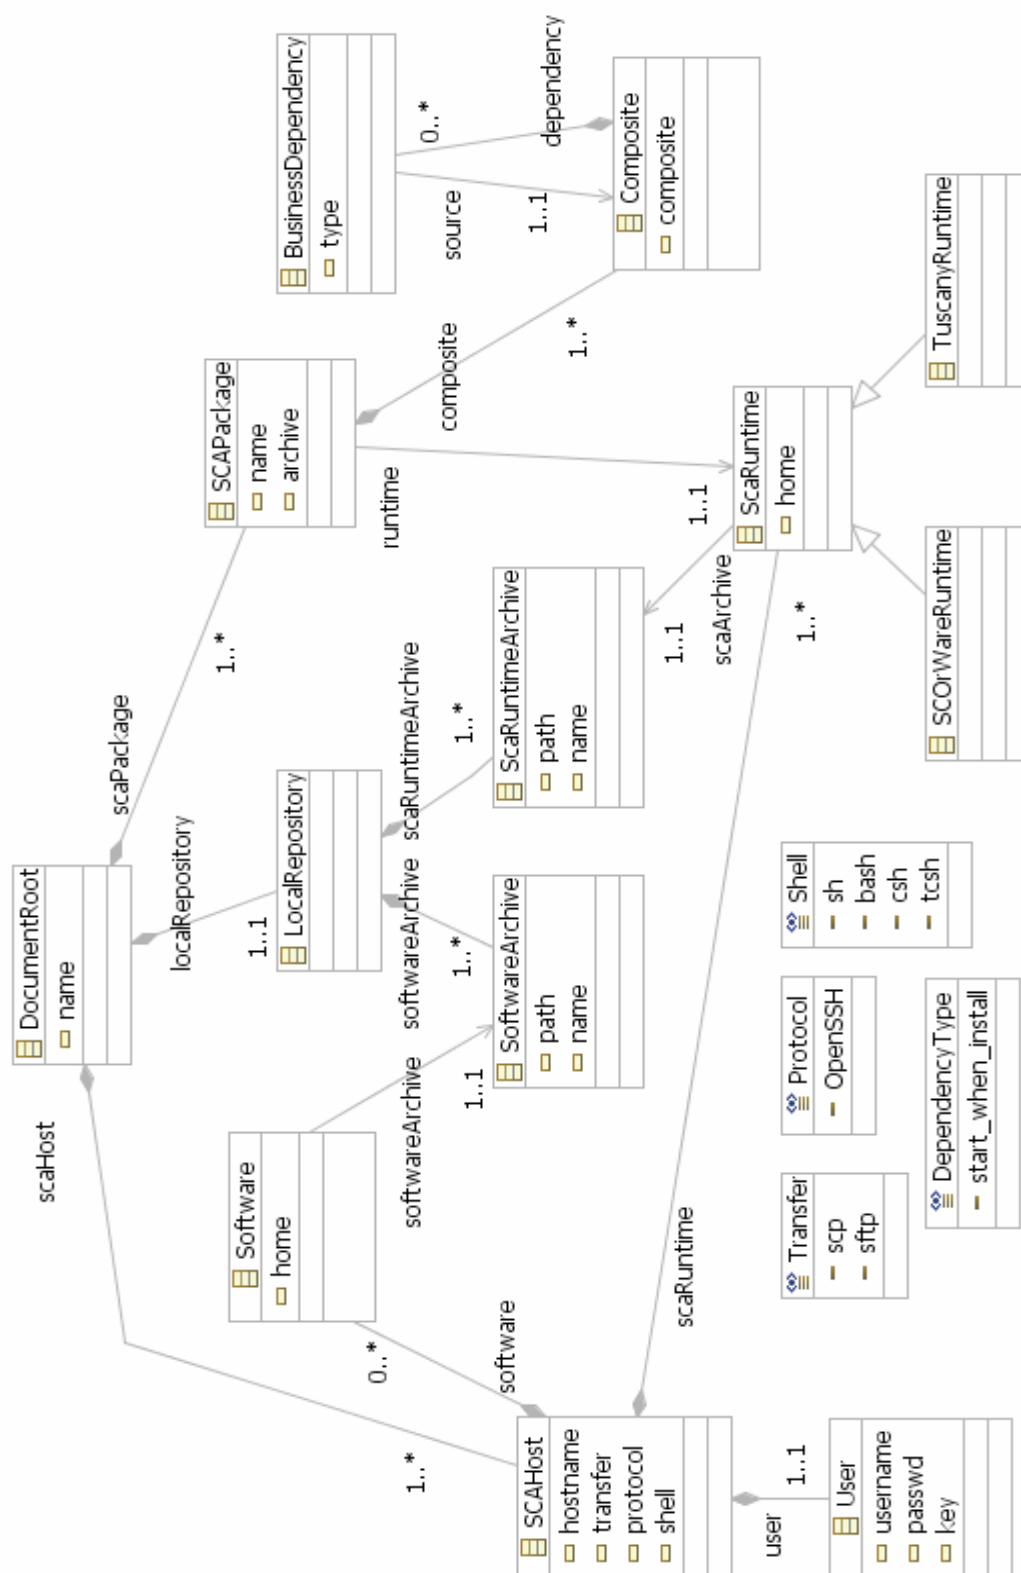 DocumentRoot
name
scaHost
localRepository
scaPackage
1..1
1..*
SCAPackage
name
archive
BusinessDependency
type
Software
home
LocalRepository
runtime
composite
source
0..*
1..1
dependency
1..*
softwareArchive
1..1
softwareArchive
1..*
scaRuntimeArchive
1..*
Composite
composite
SoftwareArchive
path
name
ScaRuntimeArchive
path
name
1..*
0..*
software
SCAHost
hostname
transfer
protocol
shell
1..1
scaArchive
1..1
ScaRuntime
home
scaRuntime
1..*
user
1..1
User
username
passwd
key
Transfer
scp
sftp
Protocol
OpenSSH
Shell
sh
bash
csh
tcsh
DependencyType
start_when_install
SCOrWareRuntime
TuscanyRuntime